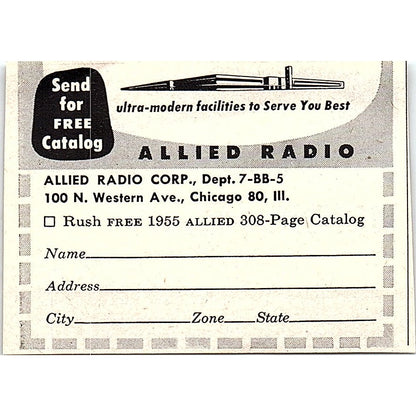 Send
for
FREE
Catalog
ultra-modern facilities to Serve You Best
ALLIED RADIO
ALLIED RADIO CORP., Dept. 7-BB-5
100 N. Western Ave., Chicago 80, Ill.
☐ Rush FREE 1955 ALLIED 308-Page Catalog
Name
Address
City Zone State